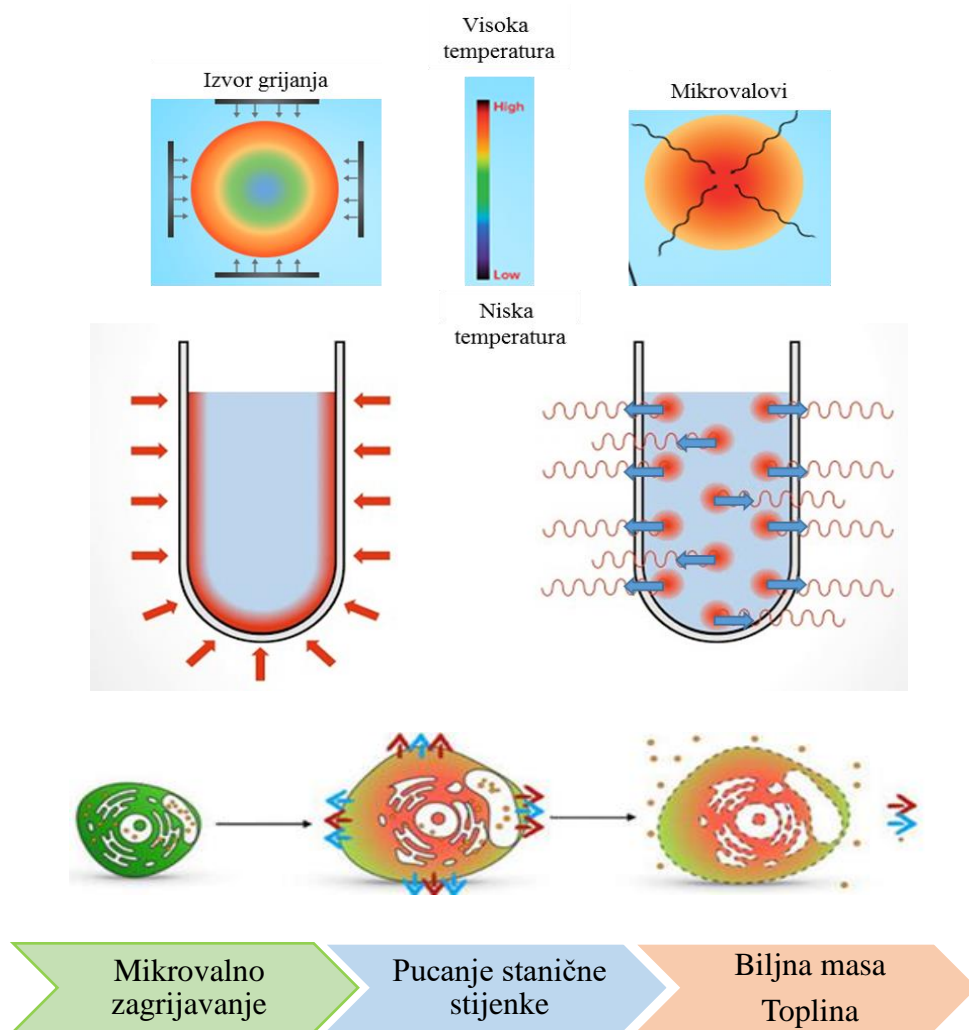 Visoka
temperatura
Izvor grijanja
Mikrovalovi
High
Low
Niska
temperatura
Mikrovalno
zagrijavanje
Pucanje stanične
stijenke
Biljna masa
Toplina